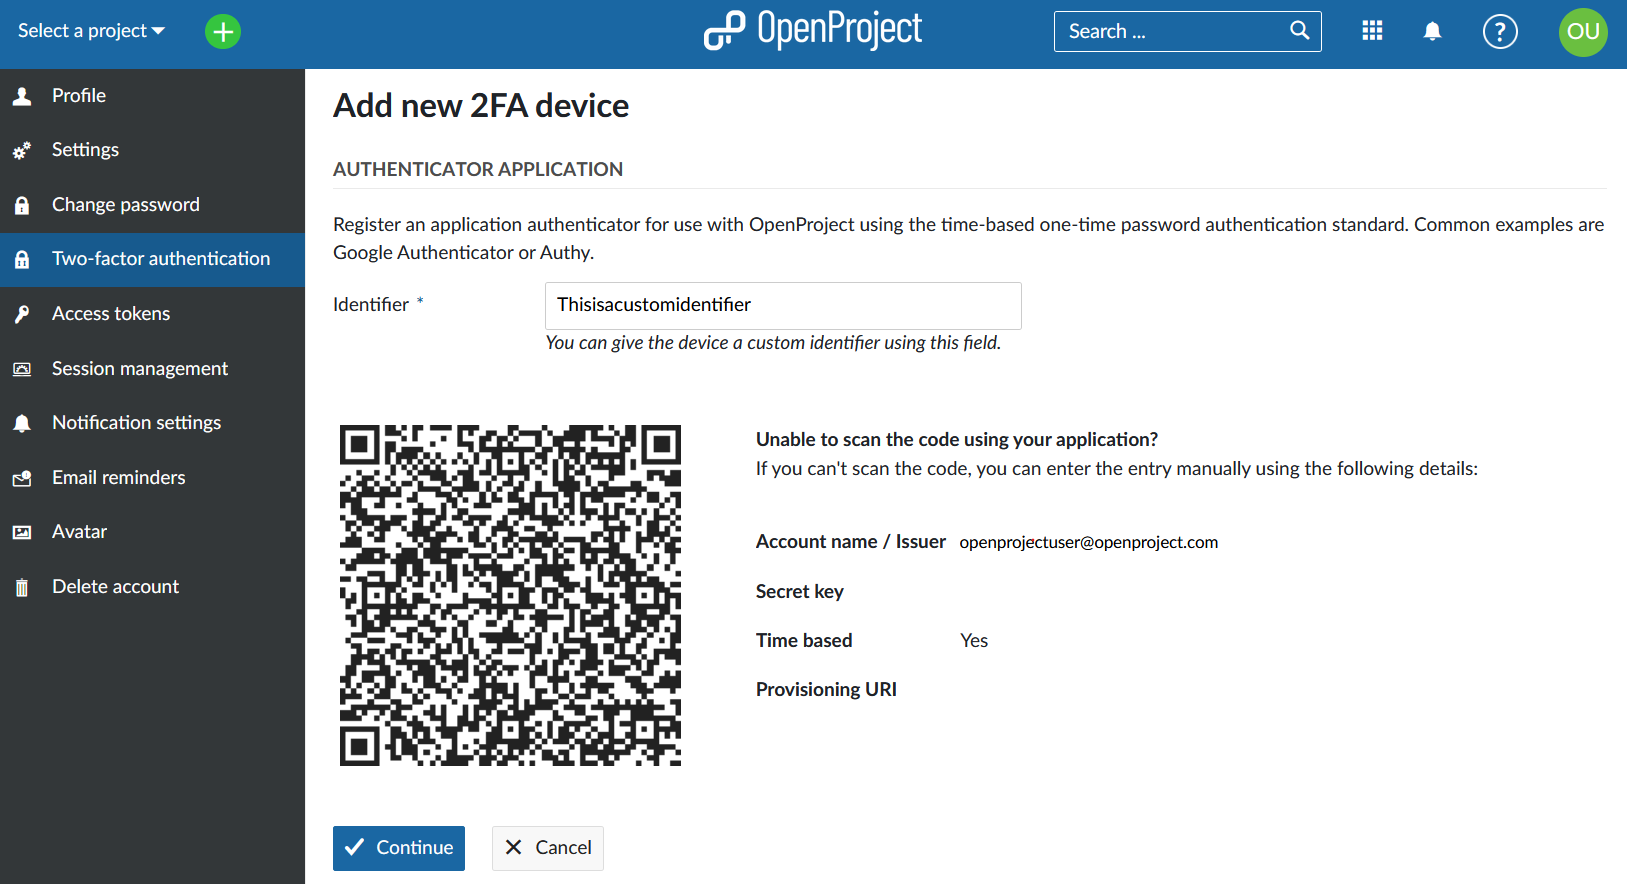 Select a project
OpenProject
Search ...
?
OU
Profile
Settings
Change password
Two-factor authentication
Access tokens
Session management
Notification settings
Email reminders
Avatar
Delete account
Add new 2FA device
AUTHENTICATOR APPLICATION
Register an application authenticator for use with OpenProject using the time-based one-time password authentication standard. Common examples are
Google Authenticator or Authy.
Identifier * Thisisacustomidentifier
You can give the device a custom identifier using this field.
Unable to scan the code using your application?
If you can't scan the code, you can enter the entry manually using the following details:
Account name / Issuer openprojectuser@openproject.com
Secret key
Time based Yes
Provisioning URI
Continue
Cancel